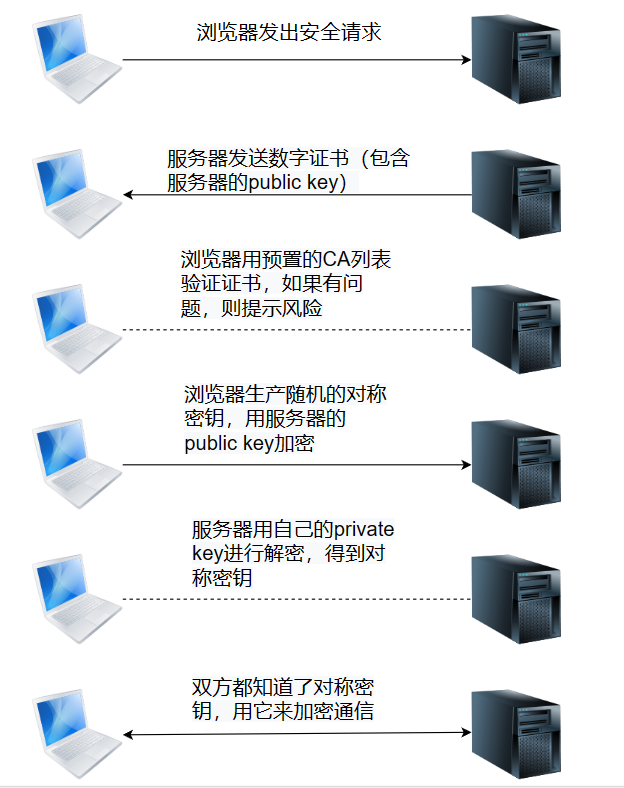 浏览器发出安全请求
服务器发送数字证书（包含
服务器的public key）
浏览器用预置的CA列表
验证证书，如果有问
题，则提示风险
浏览器生产随机的对称
密钥，用服务器的
public key加密
服务器用自己的private
key进行解密，得到对
称密钥
双方都知道了对称密
钥，用它来加密通信